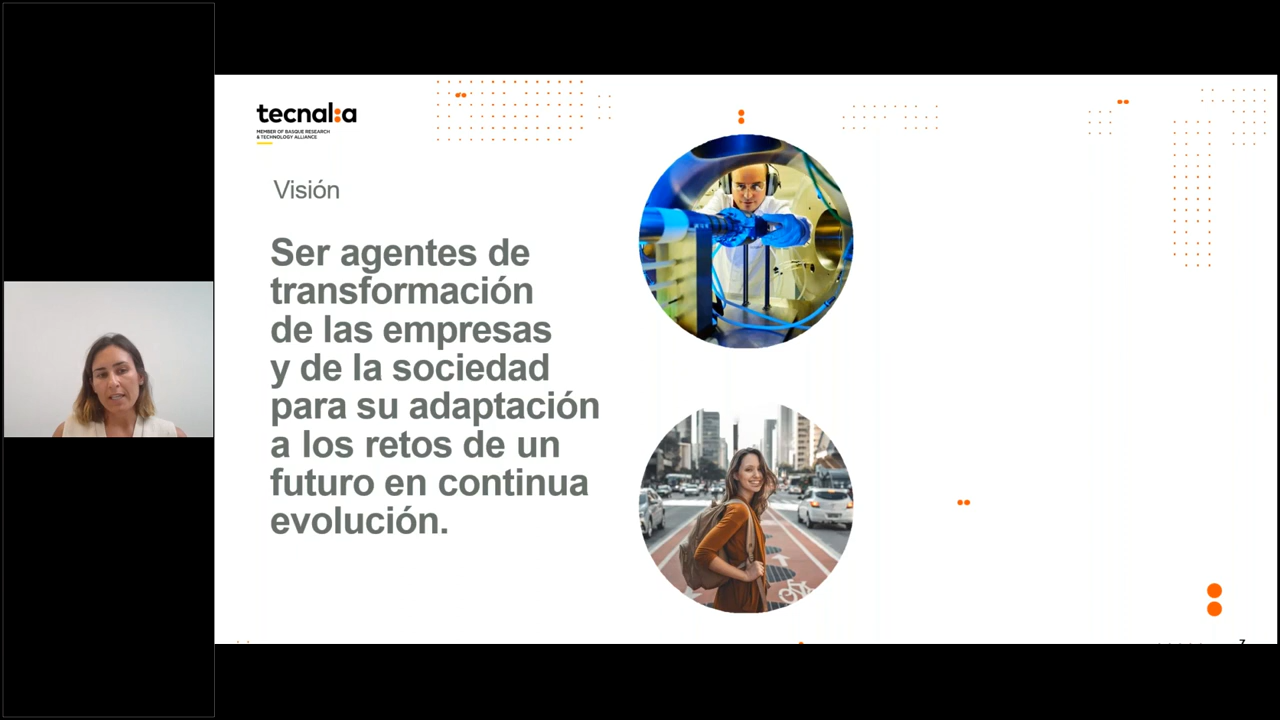 tecnal:a
MEMBER OF BASQUE RESEARCH
& TECHNOLOGY ALLIANCE
Visión
Ser agentes de
transformación
de las empresas
y de la sociedad
para su adaptación
a los retos de un
futuro en continua
evolución.
7